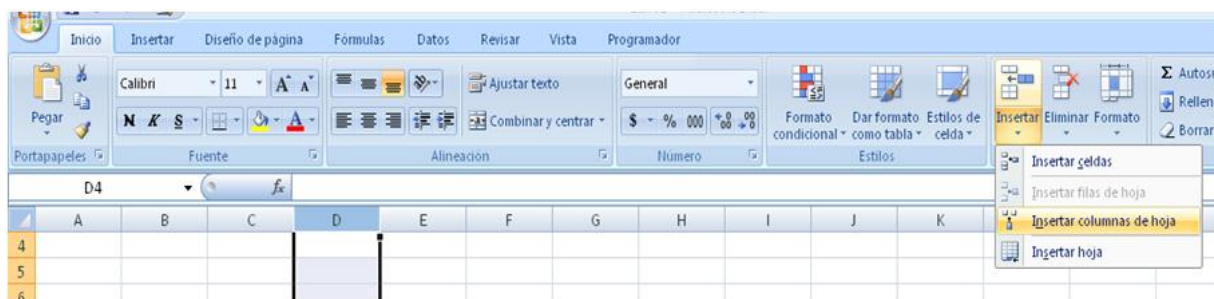 Inicio Insertar Diseño de página Fórmulas Datos Revisar Vista Programador
Calibri 11 A A Ajustar texto General Σ Autosu
Pegar N K S A Combinar y centrar $ % 000 Formato condicional Dar formato como tabla Estilos de celda Insertar Eliminar Formato Rellen
Borrar
Portapapeles Fuente Alineación Número Estilos
Insertar celdas
D4 fx
Insertar filas de hoja
A B C D E F G H I J K
Insertar columnas de hoja
4
Insertar hoja
5
6